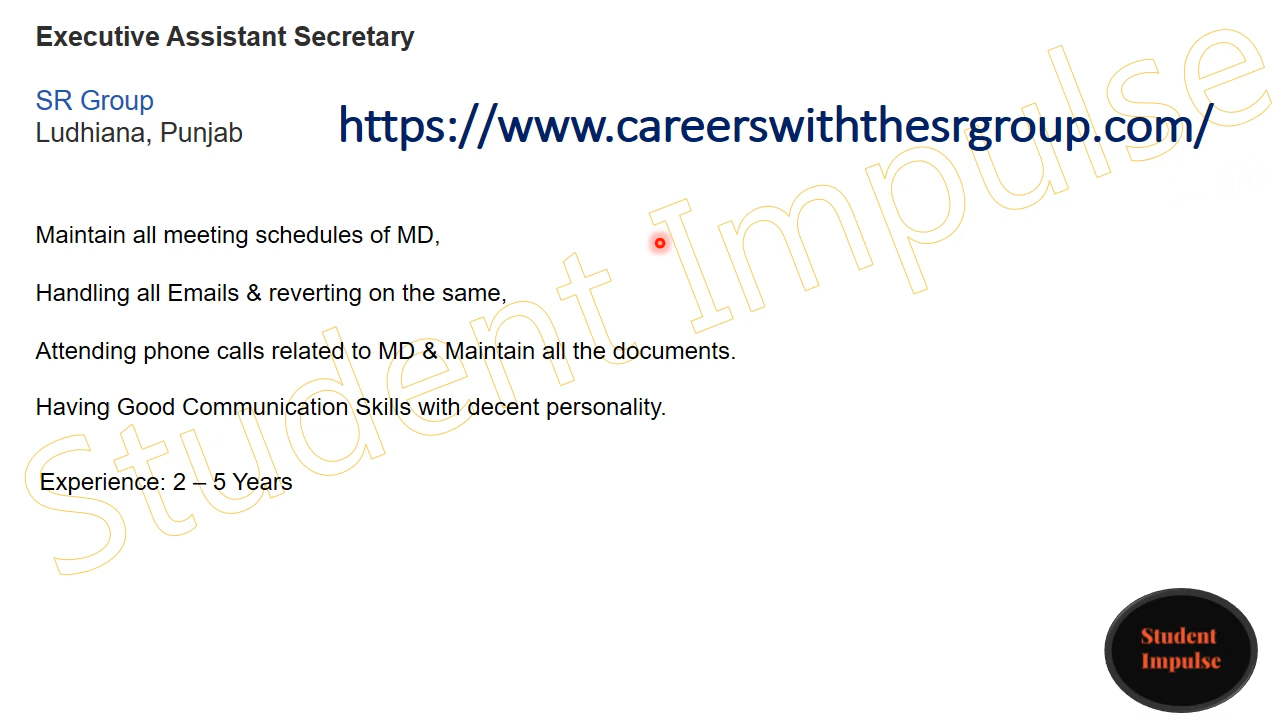 Executive Assistant Secretary
SR Group
Ludhiana, Punjab
https://www.careerswiththesrgroup.com/
Maintain all meeting schedules of MD,
Handling all Emails & reverting on the same,
Attending phone calls related to MD & Maintain all the documents.
Having Good Communication Skills with decent personality.
Experience: 2 – 5 Years
Student Impulse
Student
Impulse